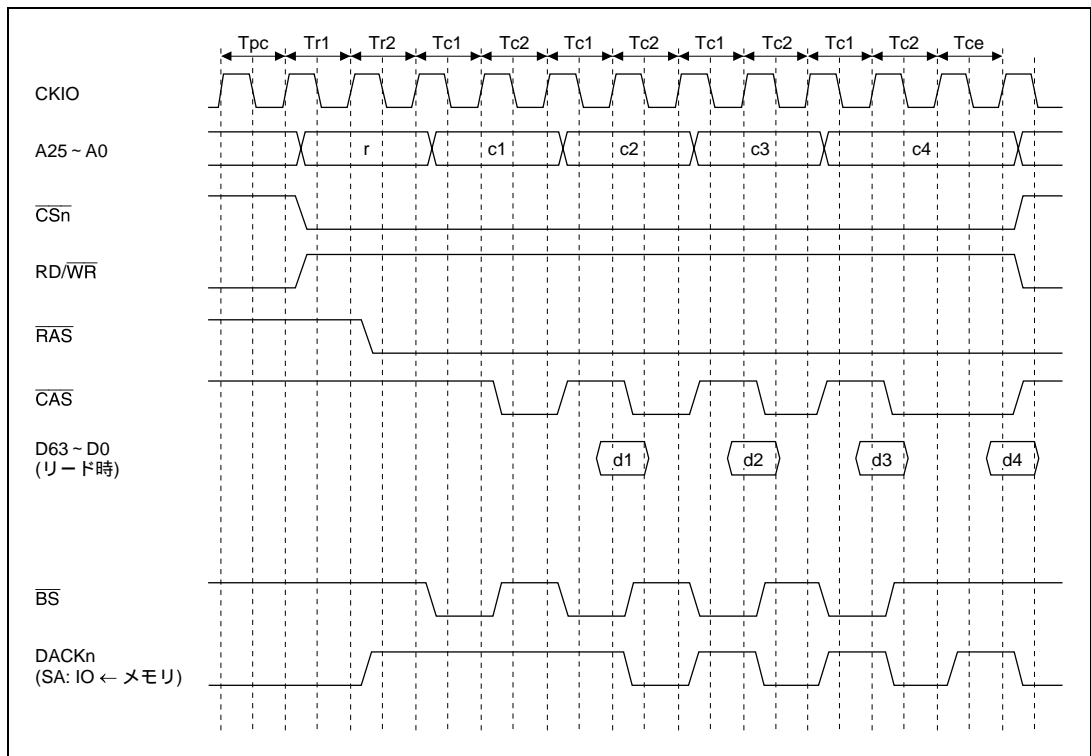 Tpc Tr1 Tr2 Tc1 Tc2 Tc1 Tc2 Tc1 Tc2 Tc1 Tc2 Tce
CKIO
A25 ~ A0 r c1 c2 c3 c4
CSn
RD/WR
RAS
CAS
D63 ~ D0
(リード時) d1 d2 d3 d4
BS
DACKn
(SA: IO ← メモリ)